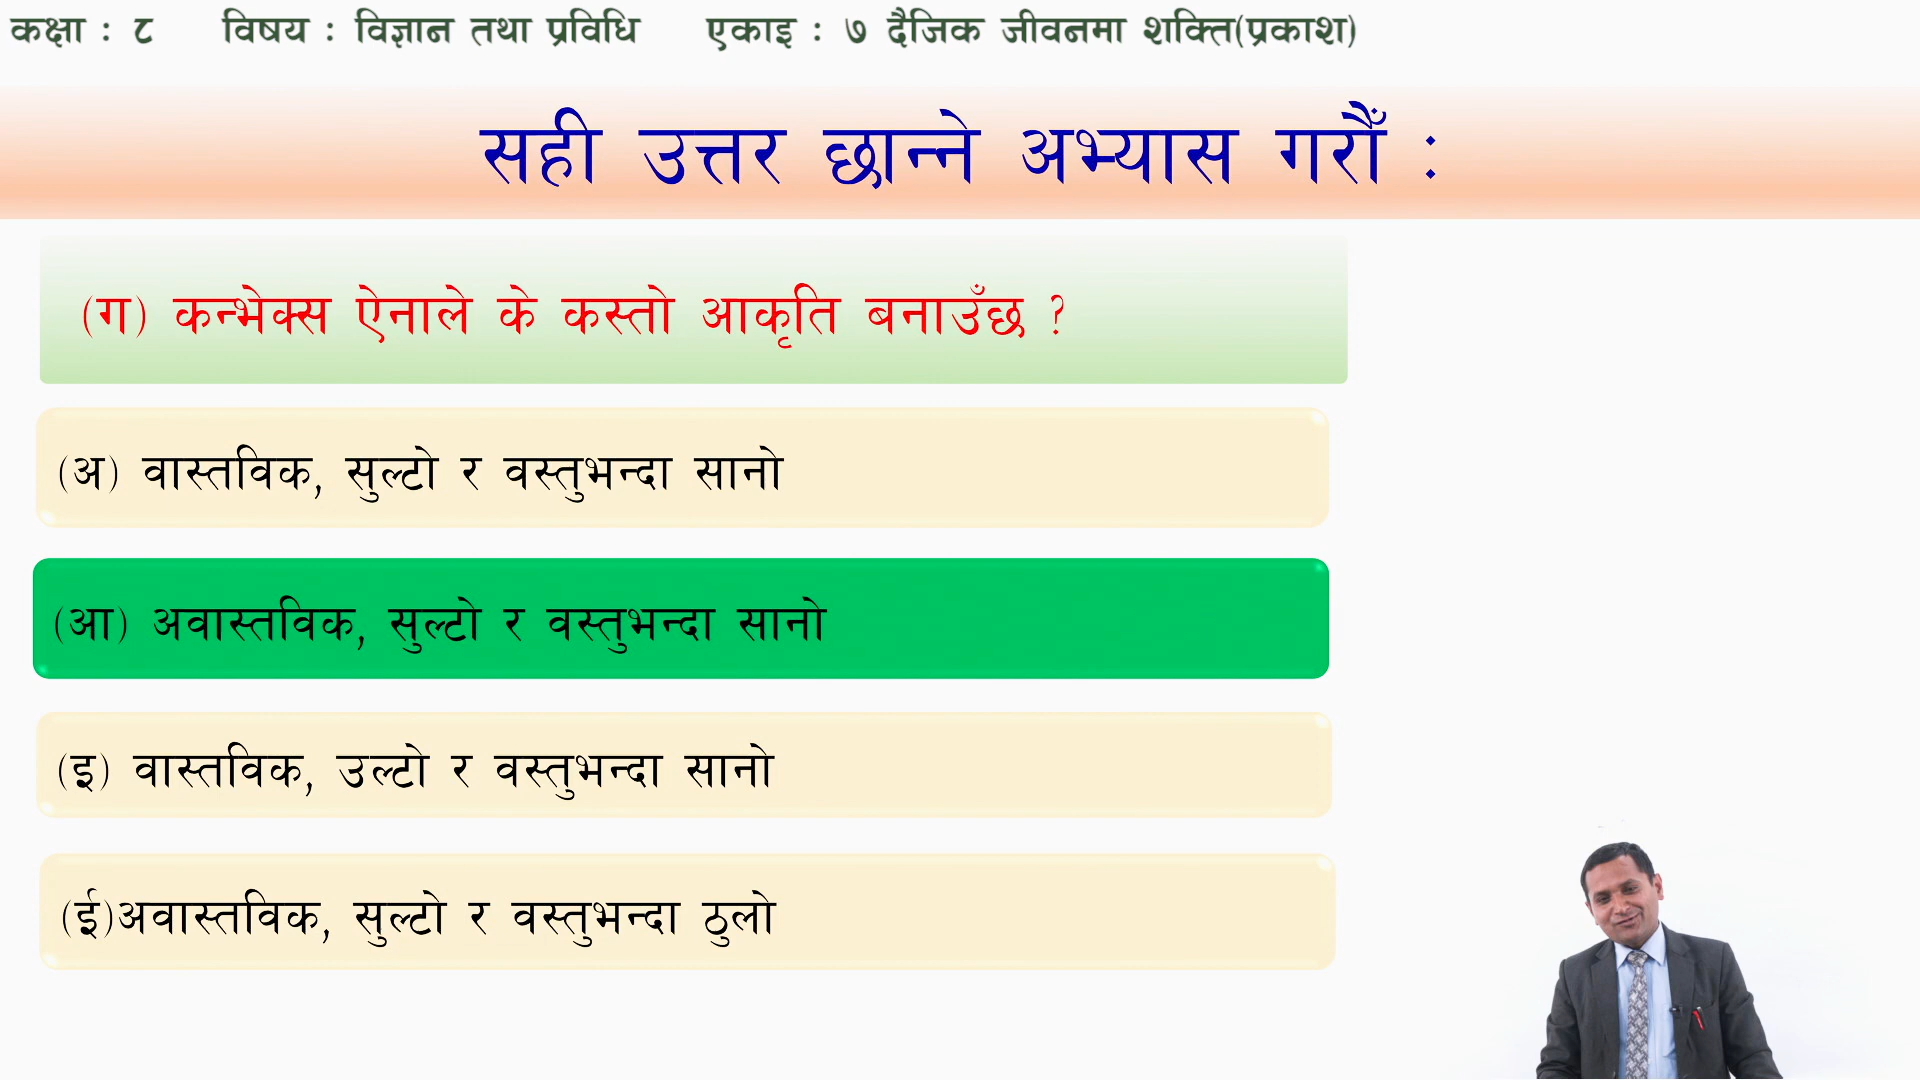 कक्षा : ८ विषय : विज्ञान तथा प्रविधि एकाइ : ७ दैजिक जीवनमा शक्ति(प्रकाश)
सही उत्तर छान्ने अभ्यास गरौँ :
(ग) कन्भेक्स ऐनाले के कस्तो आकृति बनाउँछ ?
(अ) वास्तविक, सुल्टो र वस्तुभन्दा सानो
(आ) अवास्तविक, सुल्टो र वस्तुभन्दा सानो
(इ) वास्तविक, उल्टो र वस्तुभन्दा सानो
(ई)अवास्तविक, सुल्टो र वस्तुभन्दा ठुलो